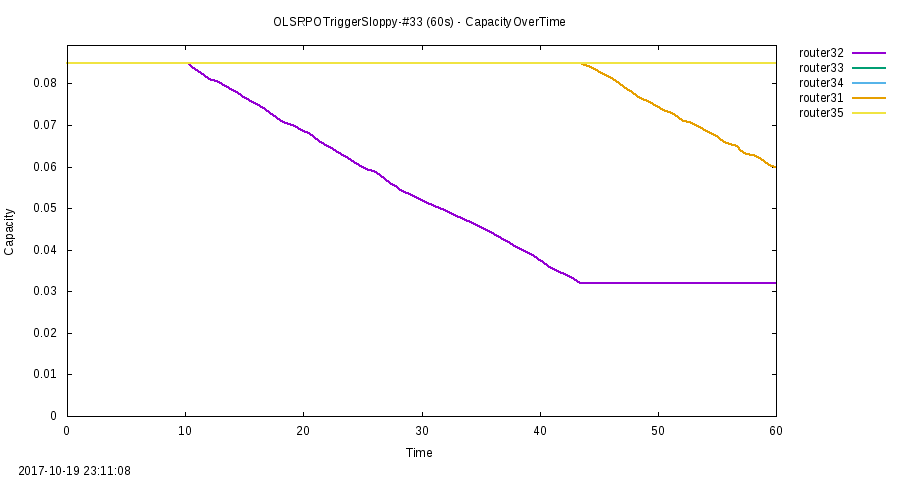 OLSRPOTriggerSloppy-#33 (60s) - CapacityOverTime
router32
router33
router34
router31
router35
0.08
0.07
0.06
0.05
0.04
0.03
0.02
0.01
0
Capacity
0 10 20 30 40 50 60
Time
2017-10-19 23:11:08